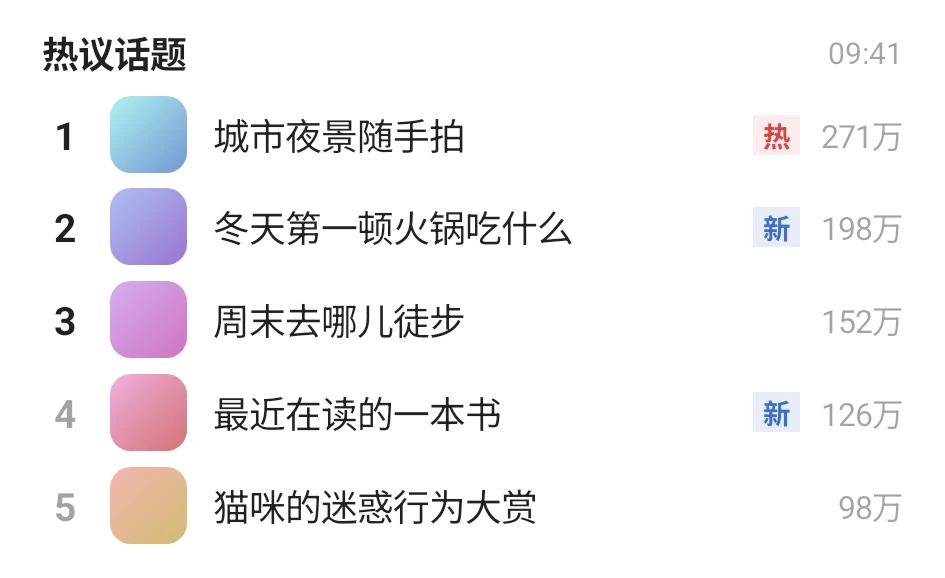 热议话题 09:41
1 城市夜景随手拍 热 271万
2 冬天第一顿火锅吃什么 新 198万
3 周末去哪儿徒步 152万
4 最近在读的一本书 新 126万
5 猫咪的迷惑行为大赏 98万